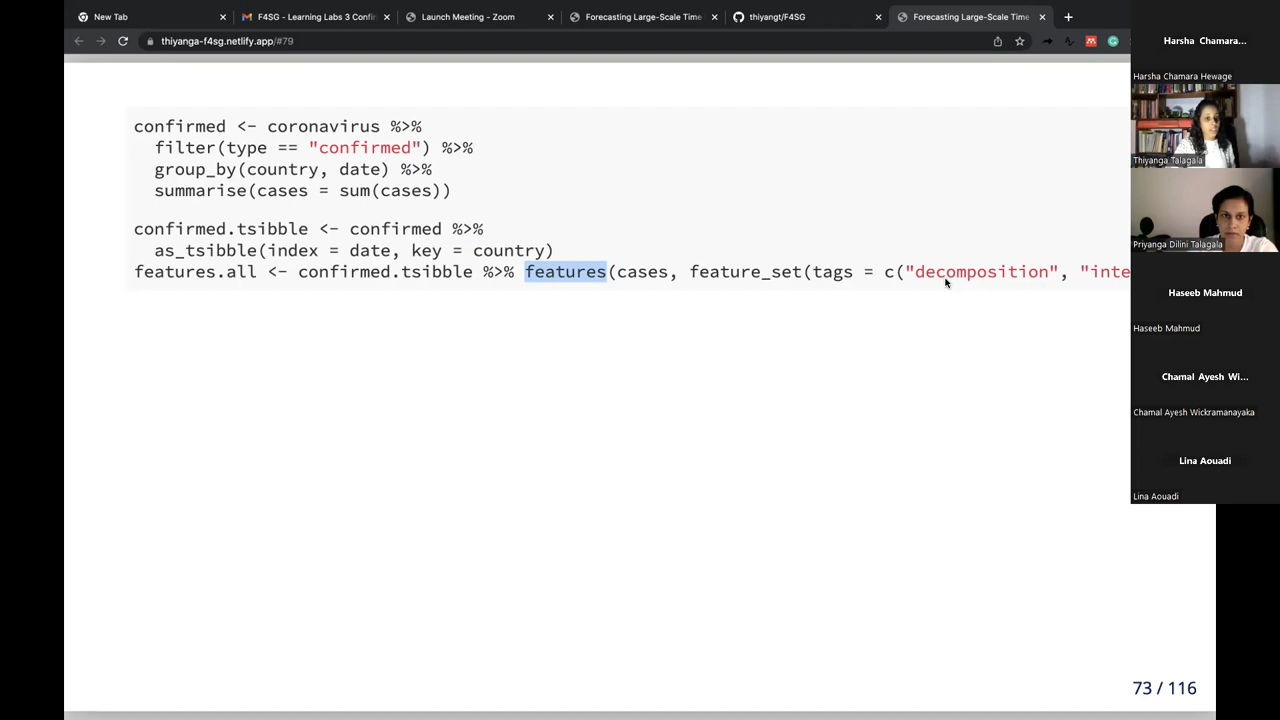 New Tab
F4SG - Learning Labs 3 Confir
Launch Meeting - Zoom
Forecasting Large-Scale Time
thiyangt/F4SG
Forecasting Large-Scale Tim
thiyanga-f4sg.netlify.app/#79
confirmed <- coronavirus %>%
filter(type == "confirmed") %>%
group_by(country, date) %>%
summarise(cases = sum(cases))
confirmed.tsibble <- confirmed %>%
as_tsibble(index = date, key = country)
features.all <- confirmed.tsibble %>% features(cases, feature_set(tags = c("decomposition", "inte
73 / 116
Harsha Chamara...
Harsha Chamara Hewage
Thiyanga Talagala
Priyanga Dilini Talagala
Haseeb Mahmud
Haseeb Mahmud
Chamal Ayesh Wi...
Chamal Ayesh Wickramanayaka
Lina Aouadi
Lina Aouadi